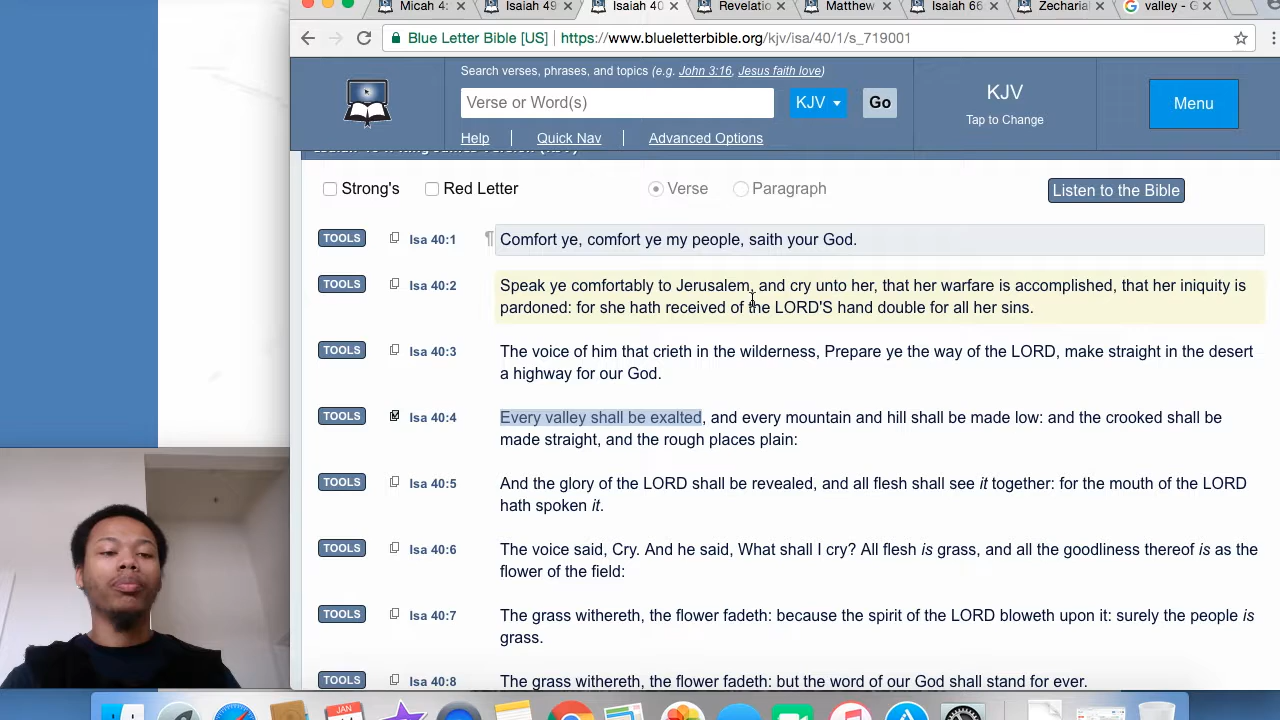 Micah 4:
Isaiah 49
Isaiah 40
Revelatio
Matthew
Isaiah 66
Zecharia
valley - G
Blue Letter Bible [US]
https://www.blueletterbible.org/kjv/isa/40/1/s_719001
Search verses, phrases, and topics (e.g. John 3:16, Jesus faith love)
Verse or Word(s)
KJV
Go
KJV
Tap to Change
Menu
Help
Quick Nav
Advanced Options
Strong's
Red Letter
Verse
Paragraph
Listen to the Bible
TOOLS Isa 40:1 ¶ Comfort ye, comfort ye my people, saith your God.
TOOLS Isa 40:2 Speak ye comfortably to Jerusalem, and cry unto her, that her warfare is accomplished, that her iniquity is
pardoned: for she hath received of the LORD'S hand double for all her sins.
TOOLS Isa 40:3 The voice of him that crieth in the wilderness, Prepare ye the way of the LORD, make straight in the desert
a highway for our God.
TOOLS Isa 40:4 Every valley shall be exalted, and every mountain and hill shall be made low: and the crooked shall be
made straight, and the rough places plain:
TOOLS Isa 40:5 And the glory of the LORD shall be revealed, and all flesh shall see it together: for the mouth of the LORD
hath spoken it.
TOOLS Isa 40:6 The voice said, Cry. And he said, What shall I cry? All flesh is grass, and all the goodliness thereof is as the
flower of the field:
TOOLS Isa 40:7 The grass withereth, the flower fadeth: because the spirit of the LORD bloweth upon it: surely the people is
grass.
TOOLS Isa 40:8 The grass withereth, the flower fadeth: but the word of our God shall stand for ever.
JAN